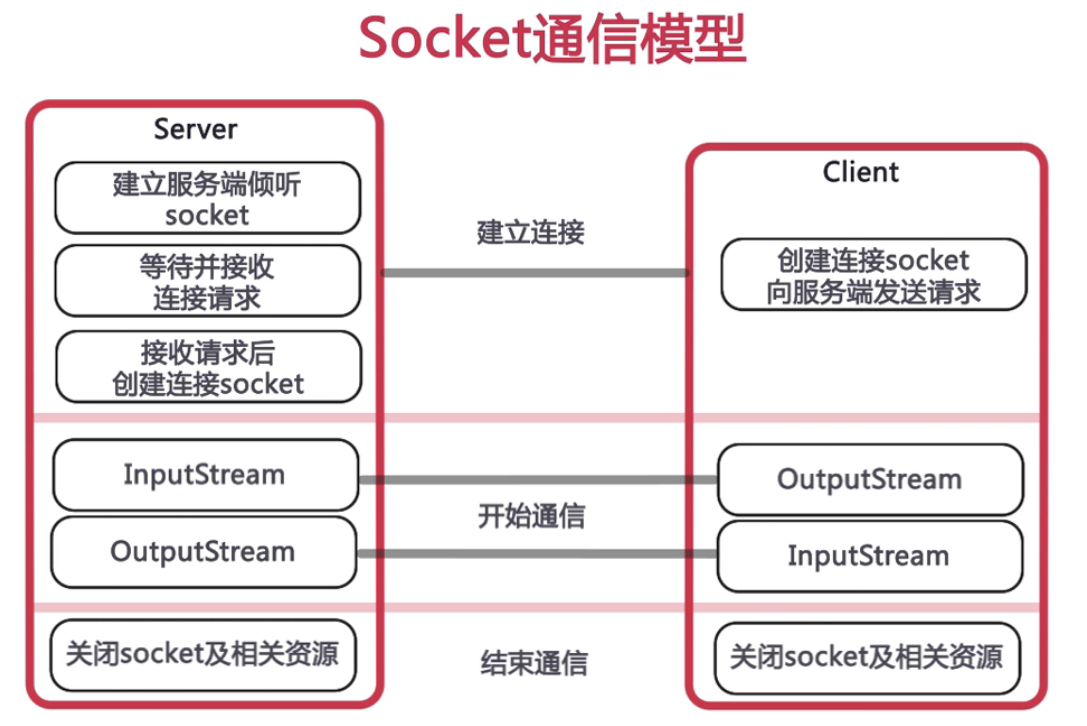 Socket通信模型
Server
建立服务端倾听
socket
等待并接收
连接请求
接收请求后
创建连接socket
建立连接
Client
创建连接socket
向服务端发送请求
InputStream
OutputStream
开始通信
OutputStream
InputStream
关闭socket及相关资源
结束通信
关闭socket及相关资源